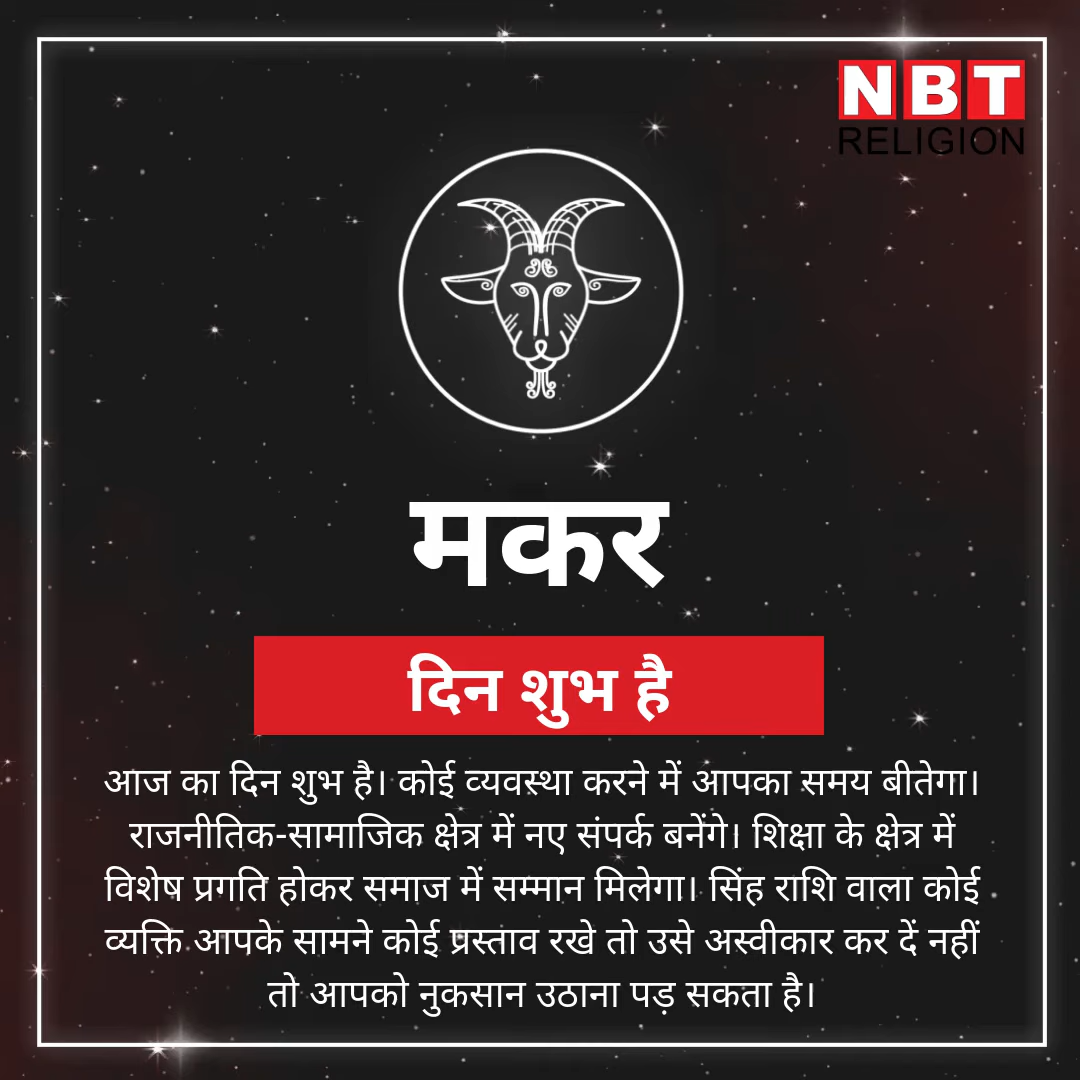 NBT
RELIGION
मकर
दिन शुभ है
आज का दिन शुभ है। कोई व्यवस्था करने में आपका समय बीतेगा।
राजनीतिक-सामाजिक क्षेत्र में नए संपर्क बनेंगे। शिक्षा के क्षेत्र में
विशेष प्रगति होकर समाज में सम्मान मिलेगा। सिंह राशि वाला कोई
व्यक्ति आपके सामने कोई प्रस्ताव रखे तो उसे अस्वीकार कर दें नहीं
तो आपको नुकसान उठाना पड़ सकता है।